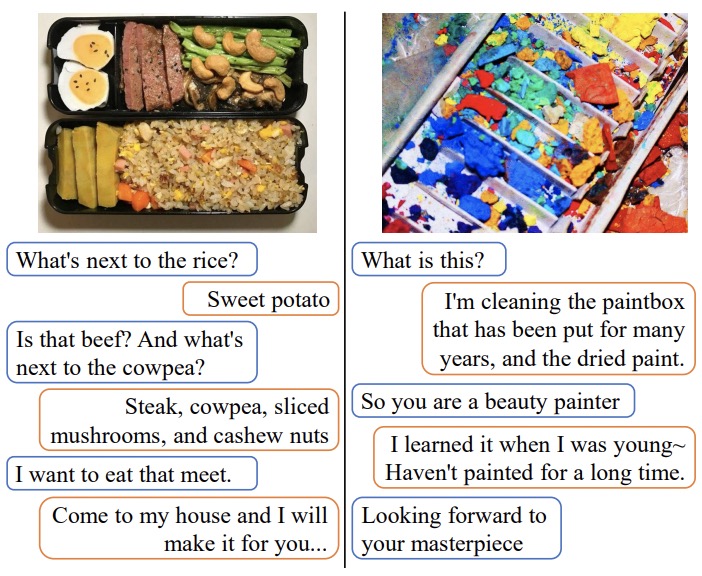 What's next to the rice?
Sweet potato
Is that beef? And what's
next to the cowpea?
Steak, cowpea, sliced
mushrooms, and cashew nuts
I want to eat that meet.
Come to my house and I will
make it for you...
What is this?
I'm cleaning the paintbox
that has been put for many
years, and the dried paint.
So you are a beauty painter
I learned it when I was young~
Haven't painted for a long time.
Looking forward to
your masterpiece